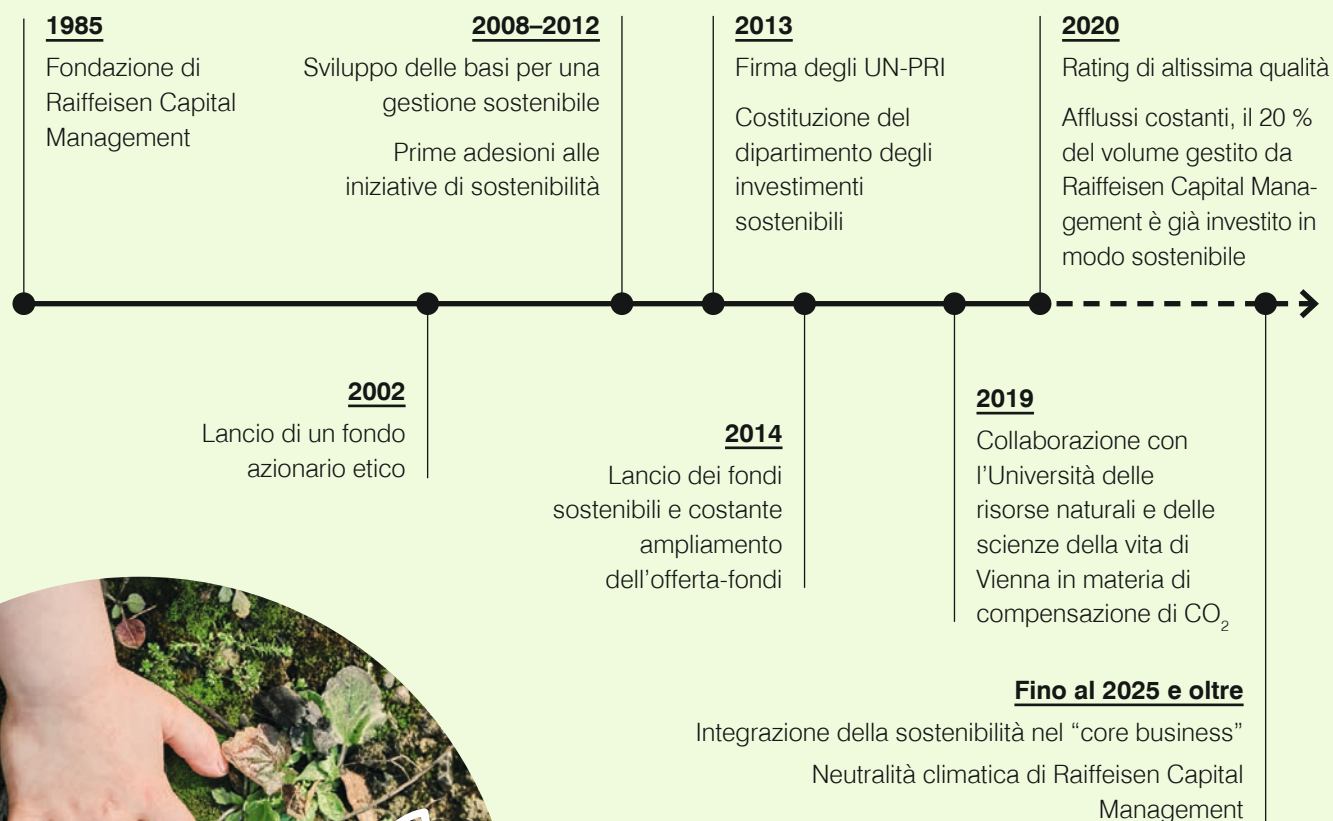 1985
Fondazione di
Raiffeisen Capital
Management
2008–2012
Sviluppo delle basi per una
gestione sostenibile
Prime adesioni alle
iniziative di sostenibilità
2013
Firma degli UN-PRI
Costituzione del
dipartimento degli
investimenti
sostenibili
2020
Rating di altissima qualità
Afflussi costanti, il 20 %
del volume gestito da
Raiffeisen Capital Mana-
gement è già investito in
modo sostenibile
2002
Lancio di un fondo
azionario etico
2014
Lancio dei fondi
sostenibili e costante
ampliamento
dell’offerta-fondi
2019
Collaborazione con
l’Università delle
risorse naturali e delle
scienze della vita di
Vienna in materia di
compensazione di CO₂
Fino al 2025 e oltre
Integrazione della sostenibilità nel “core business”
Neutralità climatica di Raiffeisen Capital
Management